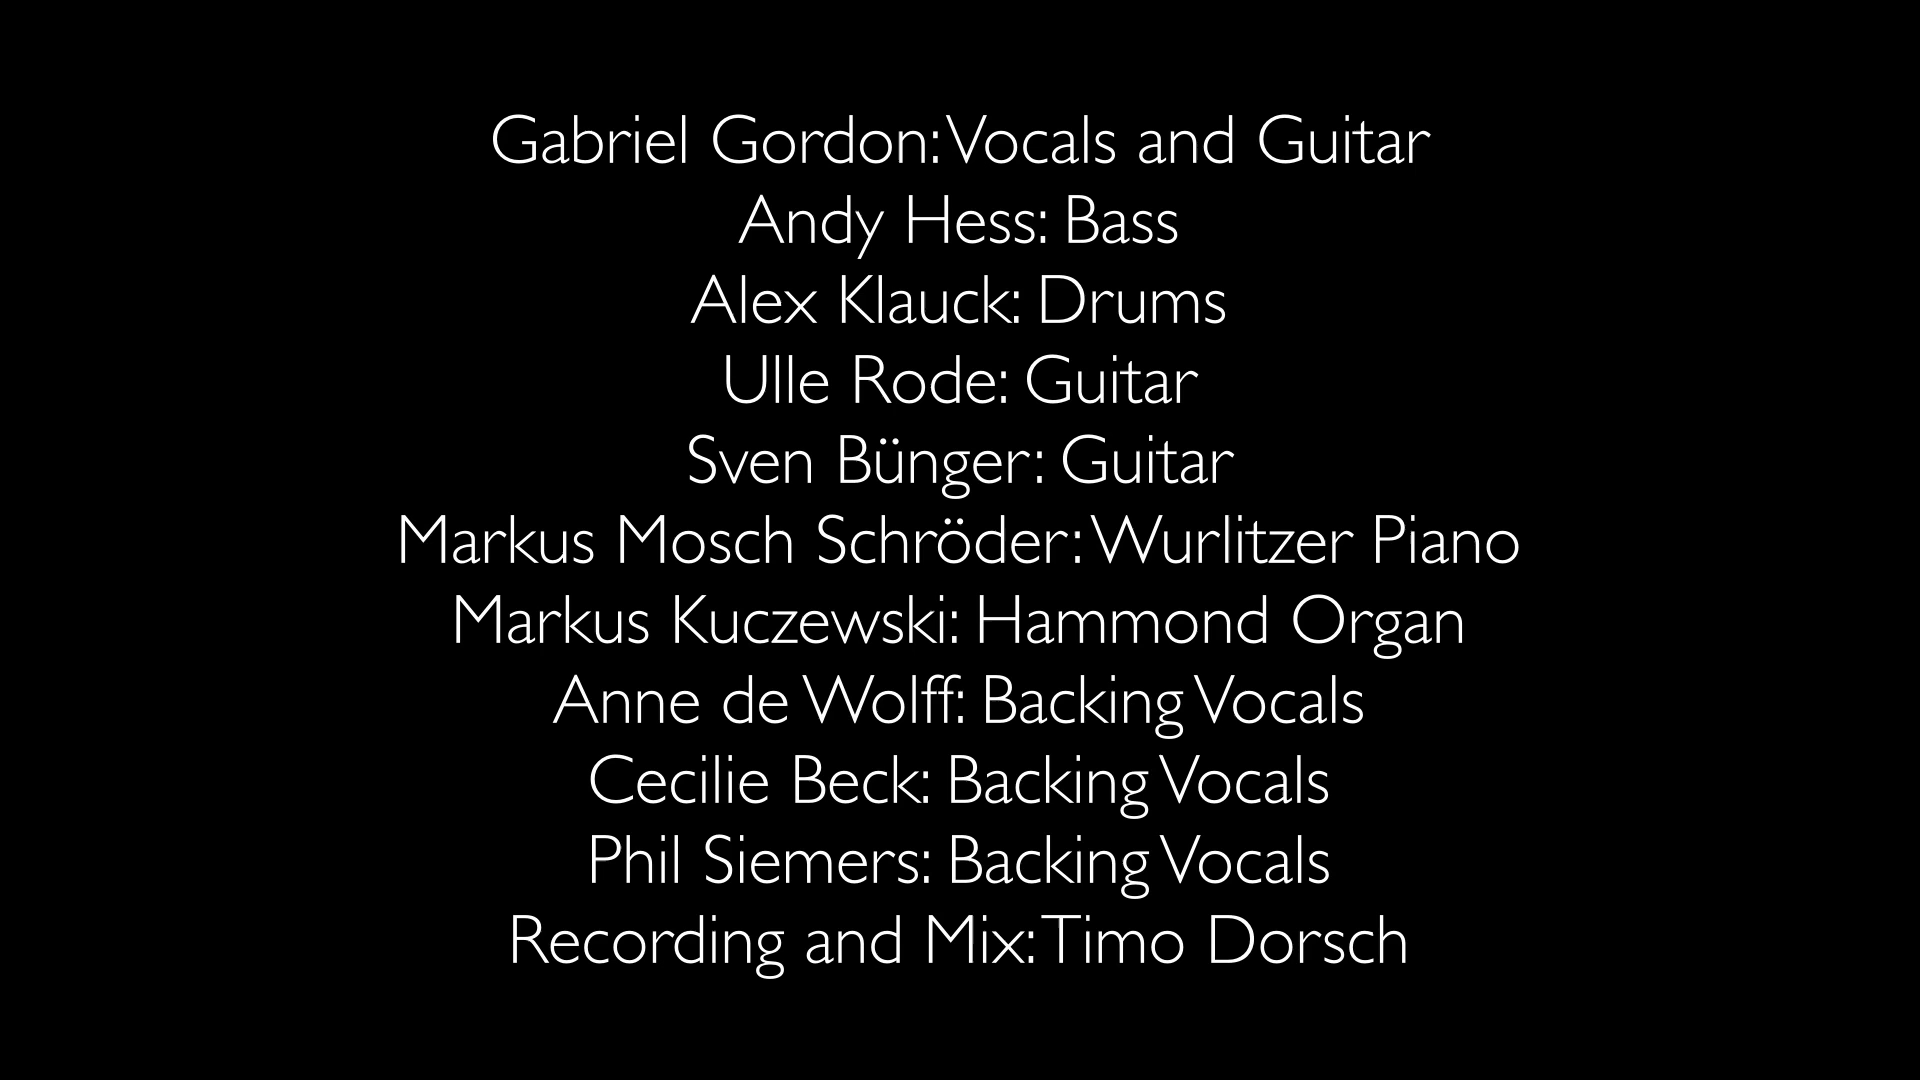 Gabriel Gordon: Vocals and Guitar
Andy Hess: Bass
Alex Klauck: Drums
Ulle Rode: Guitar
Sven Bünger: Guitar
Markus Mosch Schröder: Wurlitzer Piano
Markus Kuczewski: Hammond Organ
Anne de Wolff: Backing Vocals
Cecilie Beck: Backing Vocals
Phil Siemers: Backing Vocals
Recording and Mix: Timo Dorsch